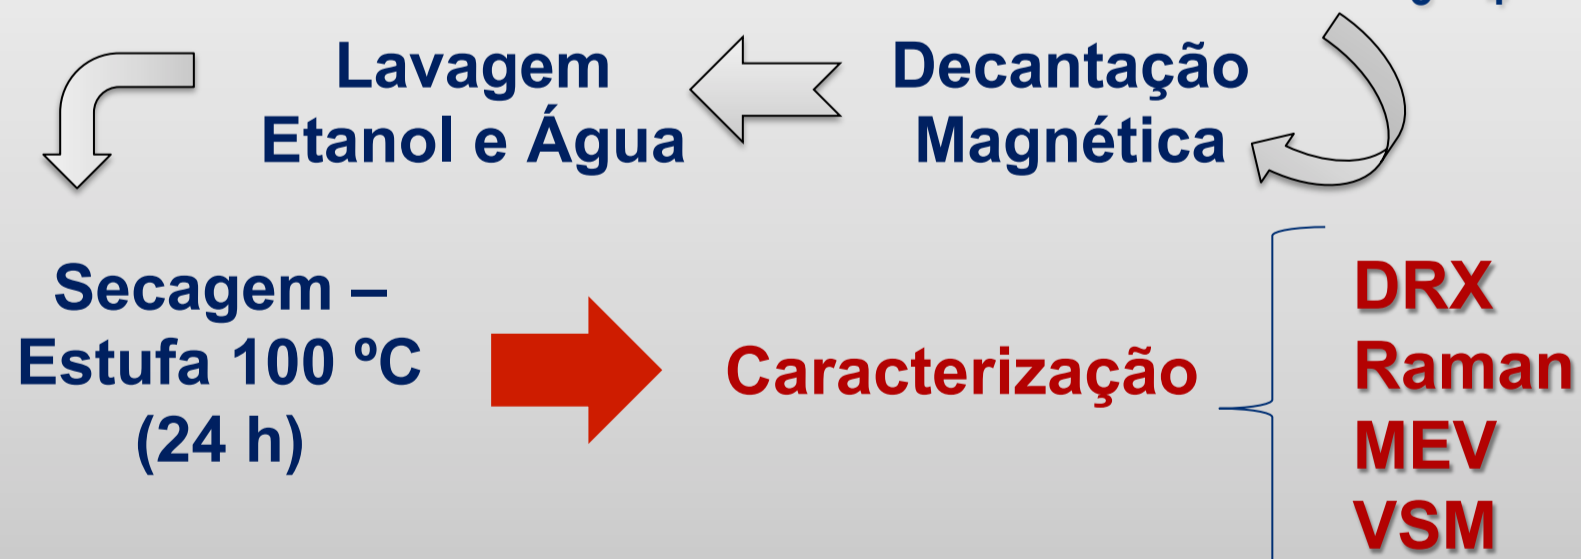 Lavagem
Etanol e Água
Decantação
Magnética
Secagem –
Estufa 100 ºC
(24 h)
Caracterização
DRX
Raman
MEV
VSM